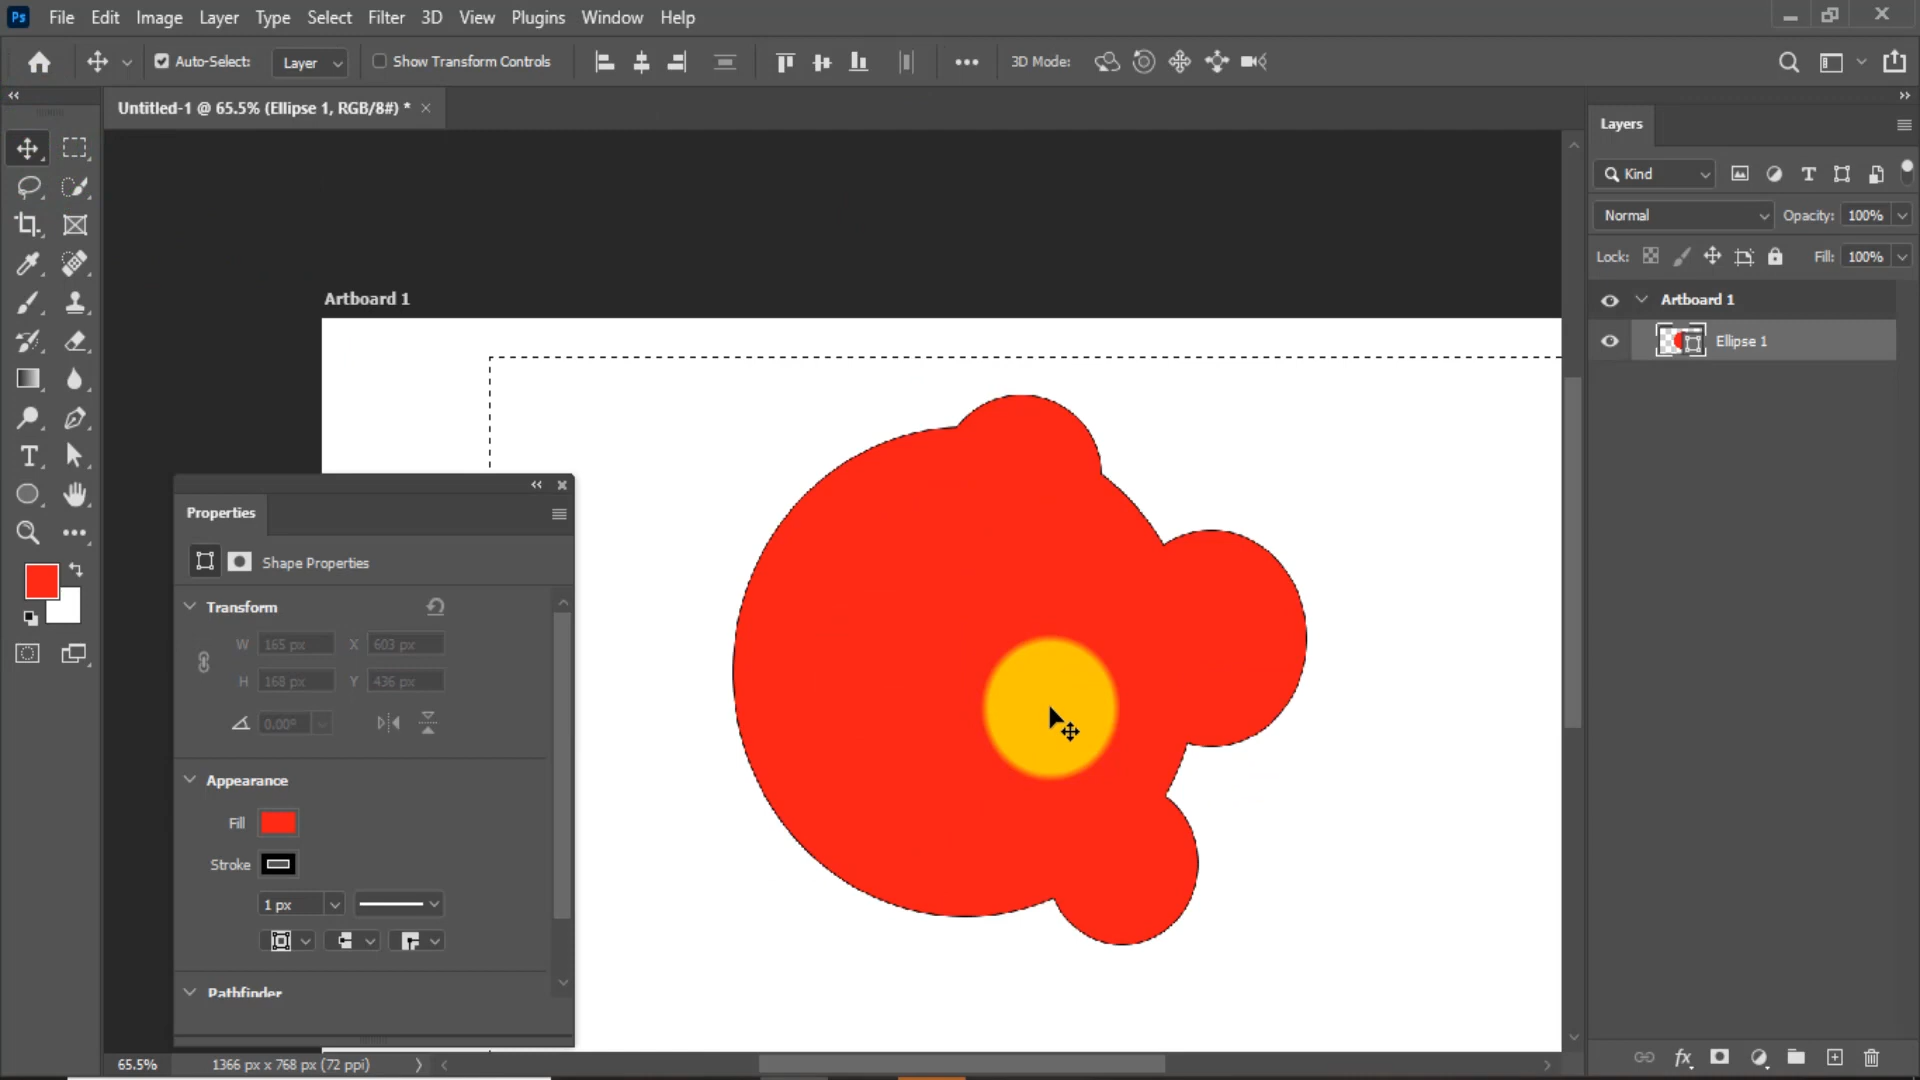 Ps File Edit Image Layer Type Select Filter 3D View Plugins Window Help
Auto-Select: Layer Show Transform Controls 3D Mode:
Untitled-1 @ 65.5% (Ellipse 1, RGB/8#) *
Layers
Kind
Normal Opacity: 100%
Lock: Fill: 100%
Artboard 1
Ellipse 1
Artboard 1
Properties
Shape Properties
Transform
W 165 px X 603 px
H 168 px Y 436 px
0.00°
Appearance
Fill
Stroke
1 px
Pathfinder
65.5% 1366 px x 768 px (72 ppi)